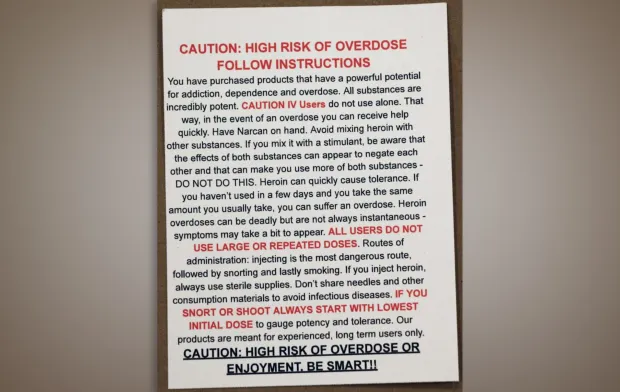 CAUTION: HIGH RISK OF OVERDOSE
FOLLOW INSTRUCTIONS
You have purchased products that have a powerful potential
for addiction, dependence and overdose. All substances are
incredibly potent. CAUTION IV Users do not use alone. That
way, in the event of an overdose you can receive help
quickly. Have Narcan on hand. Avoid mixing heroin with
other substances. If you mix it with a stimulant, be aware that
the effects of both substances can appear to negate each
other and that can make you use more of both substances -
DO NOT DO THIS. Heroin can quickly cause tolerance. If
you haven't used in a few days and you take the same
amount you usually take, you can suffer an overdose. Heroin
overdoses can be deadly but are not always instantaneous -
symptoms may take a bit to appear. ALL USERS DO NOT
USE LARGE OR REPEATED DOSES. Routes of
administration: injecting is the most dangerous route,
followed by snorting and lastly smoking. If you inject heroin,
always use sterile supplies. Don't share needles and other
consumption materials to avoid infectious diseases. IF YOU
SNORT OR SHOOT ALWAYS START WITH LOWEST
INITIAL DOSE to gauge potency and tolerance. Our
products are meant for experienced, long term users only.
CAUTION: HIGH RISK OF OVERDOSE OR
ENJOYMENT. BE SMART!!